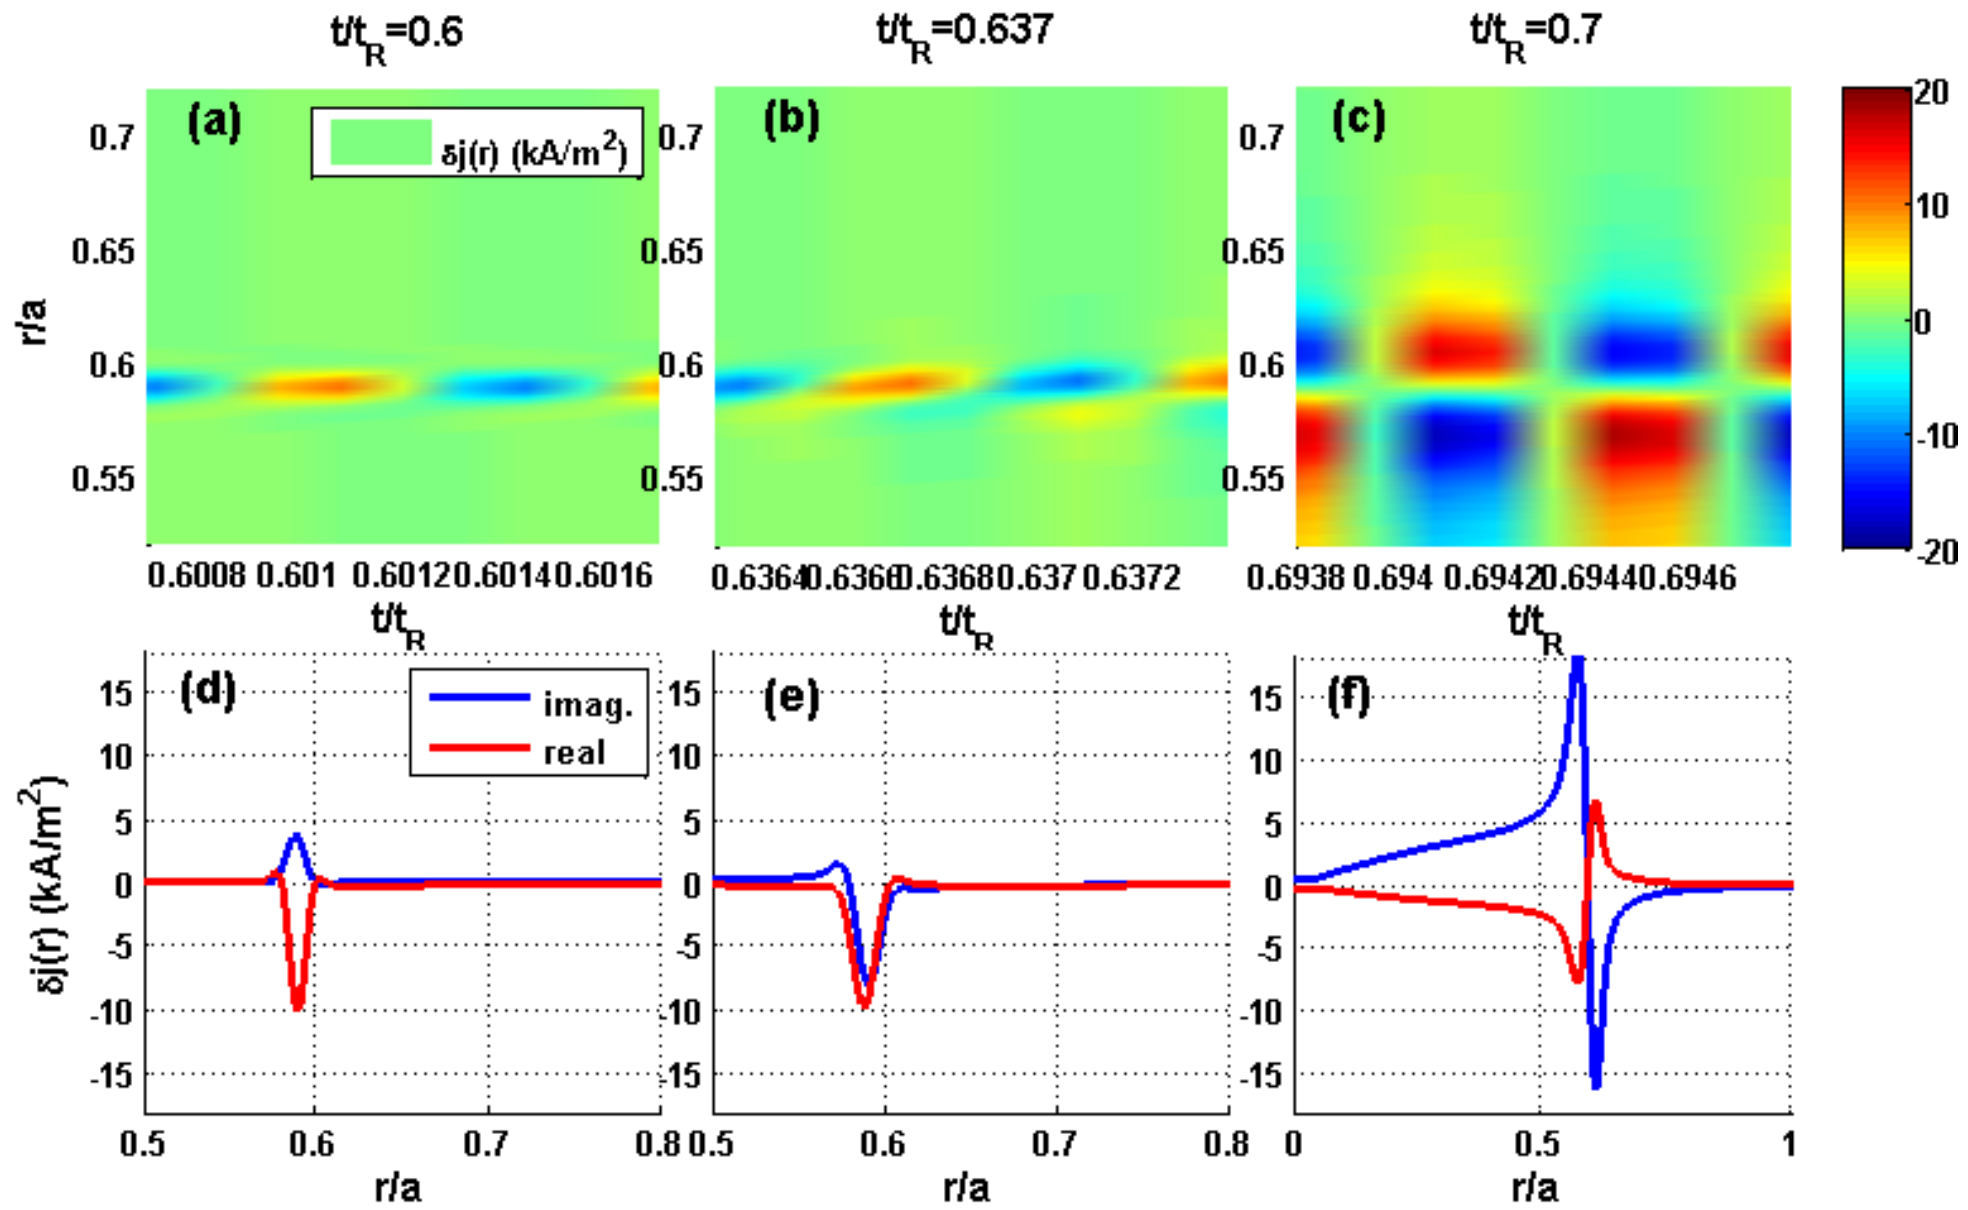 t/tR=0.6 t/tR=0.637 t/tR=0.7
(a) (b) (c)
δj(r) (kA/m2)
r/a
0.7 0.65 0.6 0.55
0.7 0.65 0.6 0.55
0.7 0.65 0.6 0.55
20 10 0 -10 -20
0.6008 0.601 0.6012 0.6014 0.6016
0.6364 0.6366 0.6368 0.637 0.6372
0.6938 0.694 0.6942 0.6944 0.6946
t/tR t/tR t/tR
(d) (e) (f)
imag.
real
δj(r) (kA/m2)
15 10 5 0 -5 -10 -15
15 10 5 0 -5 -10 -15
15 10 5 0 -5 -10 -15
0.5 0.6 0.7 0.8
0.5 0.6 0.7 0.8
0 0.5 1
r/a r/a r/a